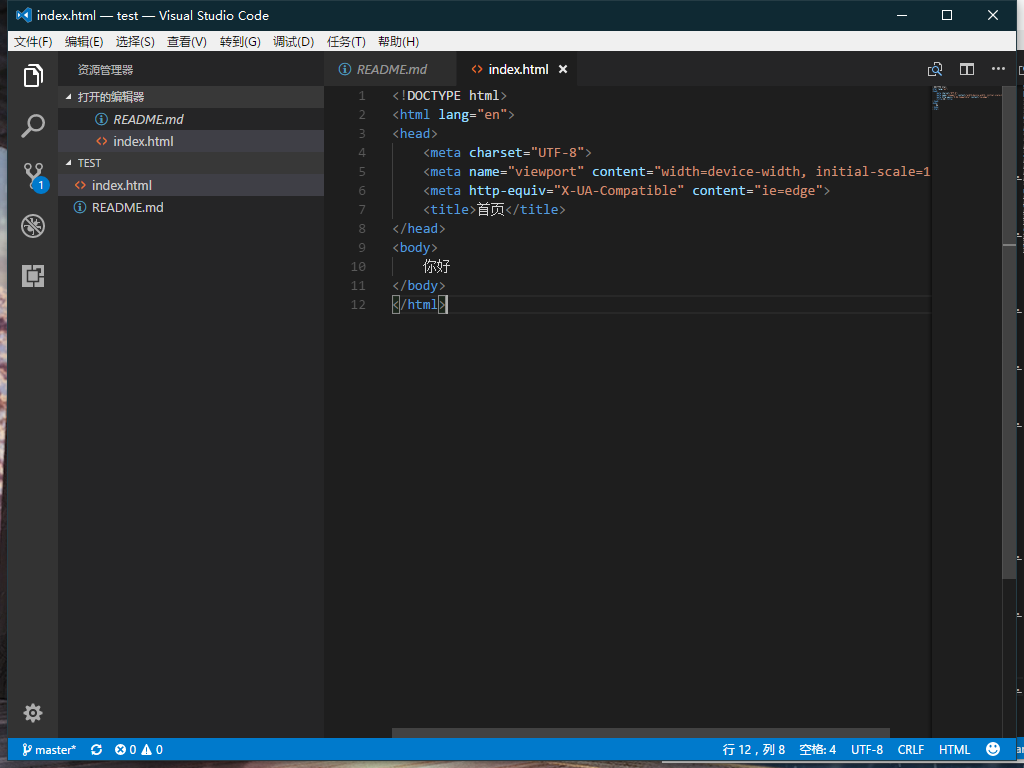 index.html — test — Visual Studio Code
文件(F) 编辑(E) 选择(S) 查看(V) 转到(G) 调试(D) 任务(T) 帮助(H)
资源管理器
打开的编辑器
README.md
index.html
TEST
index.html
README.md
1
README.md index.html
1 <!DOCTYPE html>
2 <html lang="en">
3 <head>
4 <meta charset="UTF-8">
5 <meta name="viewport" content="width=device-width, initial-scale=1
6 <meta http-equiv="X-UA-Compatible" content="ie=edge">
7 <title>首页</title>
8 </head>
9 <body>
10 你好
11 </body>
12 </html>
master* 0 0 行 12，列 8 空格: 4 UTF-8 CRLF HTML